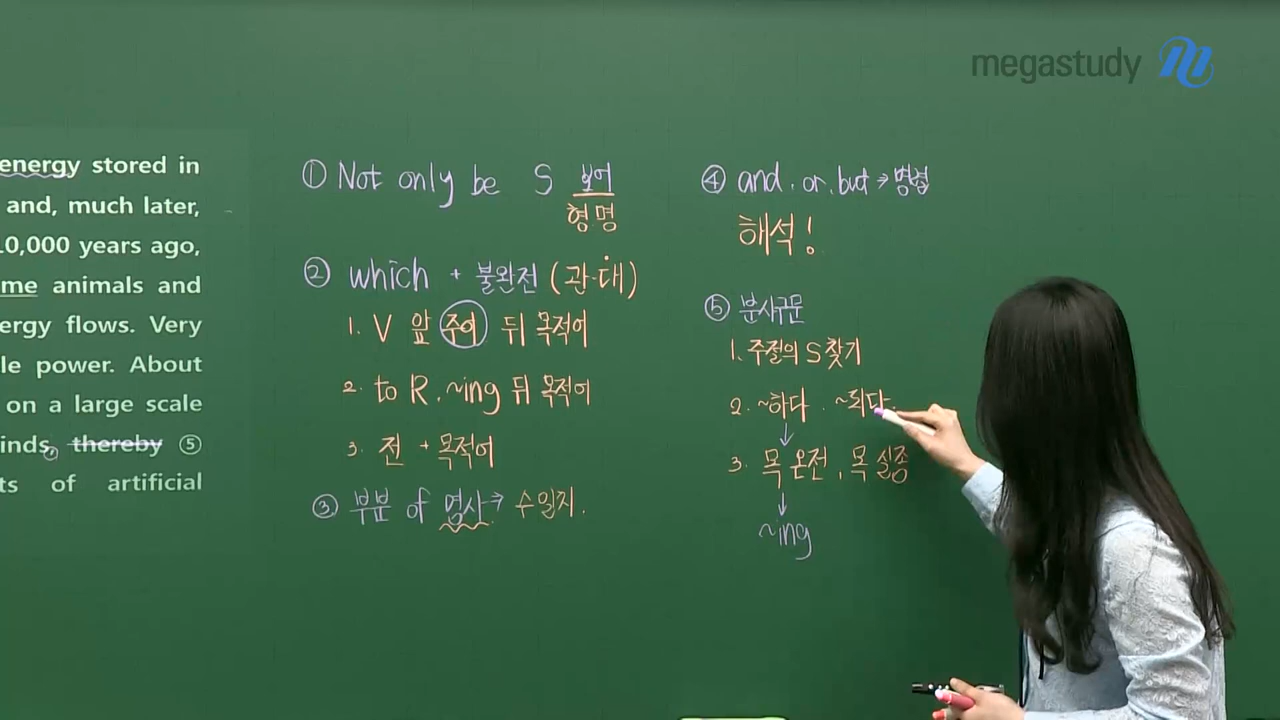 megastudy
energy stored in
and, much later,
10,000 years ago,
me animals and
ergy flows. Very
le power. About
on a large scale
inds, thereby ⑤
ts of artificial
① Not only be S 보어
형.명
② which + 불완전 (관·대)
1. V 앞 주어 뒤 목적어
2. to R. ~ing 뒤 목적어
3. 전 + 목적어
③ 부분 of 명사 → 수일치.
④ and. or. but → 병렬
해석!
⑤ 분사구문
1. 주절의 S 찾기
2. ~하다. ~되다.
↓
3. 목 온전, 목 실종
↓
~ing